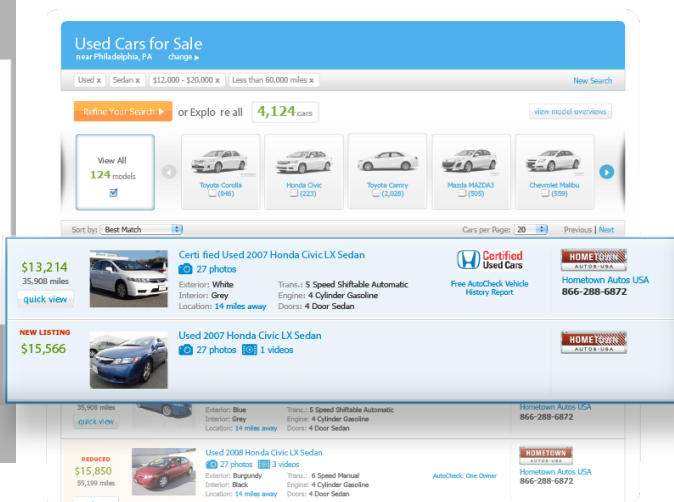 Used Cars for Sale
near Philadelphia, PA change
Used x Sedan x $12,000 - $20,000 x Less than 60,000 miles x New Search
Refine Your Search or Explo re all 4,124 cars view model overviews
View All
124 models
Toyota Corolla
(846)
Honda Civic
(223)
Toyota Camry
(2,028)
Mazda MAZDA3
(505)
Chevrolet Malibu
(559)
Sort by: Best Match Cars per Page: 20 Previous | Next
$13,214
35,908 miles
quick view
Certi fied Used 2007 Honda Civic LX Sedan
27 photos
Exterior: White Trans.: 5 Speed Shiftable Automatic
Interior: Grey Engine: 4 Cylinder Gasoline
Location: 14 miles away Doors: 4 Door Sedan
Certified
Used Cars
Free AutoCheck Vehicle
History Report
HOMETOWN
AUTOS-USA
Hometown Autos USA
866-288-6872
NEW LISTING
$15,566
Used 2007 Honda Civic LX Sedan
27 photos 1 videos
HOMETOWN
AUTOS-USA
35,908 miles
quick view
Exterior: Blue Trans.: 5 Speed Shiftable Automatic
Interior: Grey Engine: 4 Cylinder Gasoline
Location: 14 miles away Doors: 4 Door Sedan
Hometown Autos USA
866-288-6872
REDUCED
$15,850
55,199 miles
Used 2008 Honda Civic LX Sedan
27 photos 3 videos
Exterior: Burgundy Trans.: 6 Speed Manual
Interior: Black Engine: 4 Cylinder Gasoline
Location: 14 miles away Doors: 4 Door Sedan
AutoCheck: One Owner
HOMETOWN
AUTOS-USA
Hometown Autos USA
866-288-6872